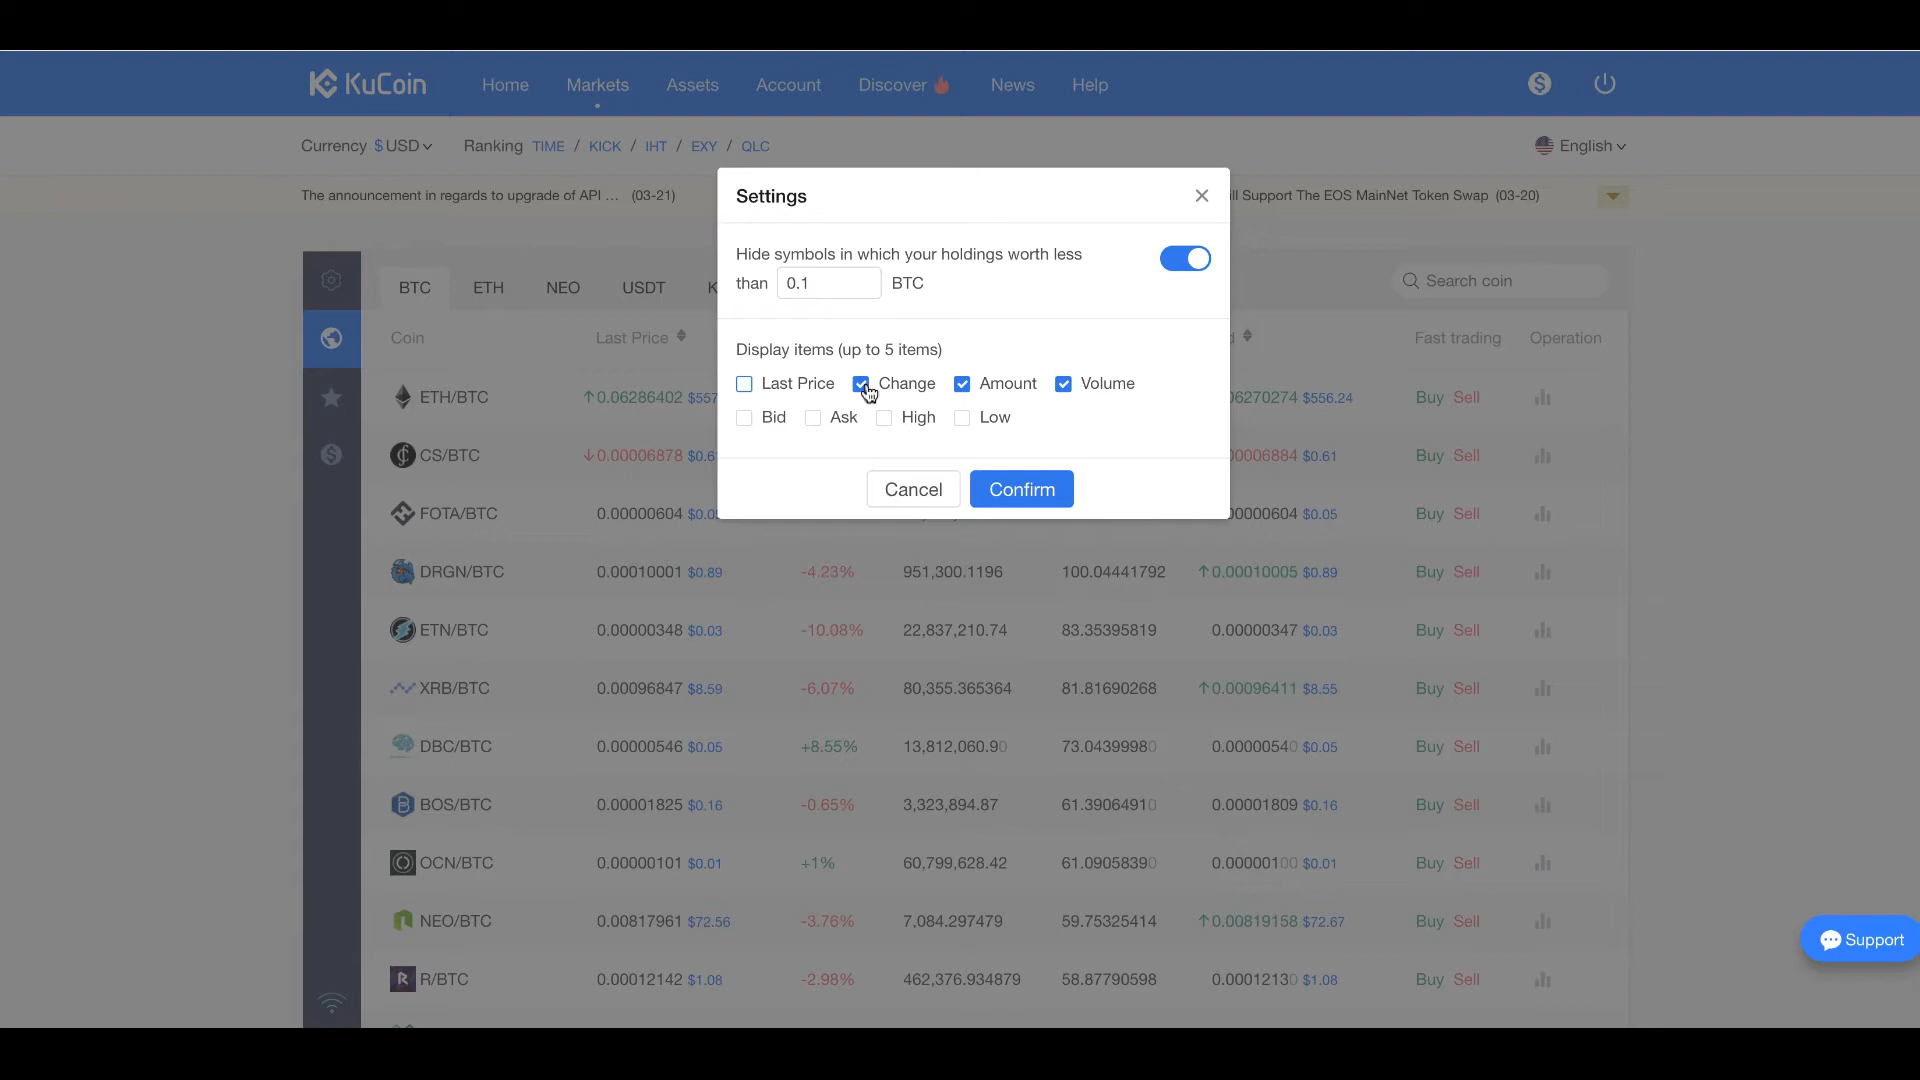 KuCoin Home Markets Assets Account Discover News Help
Currency $ USD Ranking TIME / KICK / IHT / EXY / QLC English
The announcement in regards to upgrade of API ... (03-21) ill Support The EOS MainNet Token Swap (03-20)
Settings
Hide symbols in which your holdings worth less
than 0.1 BTC
Display items (up to 5 items)
Last Price Change Amount Volume
Bid Ask High Low
Cancel Confirm
BTC ETH NEO USDT K Search coin
Coin Last Price d Fast trading Operation
ETH/BTC ↑0.06286402 $557 06270274 $556.24 Buy Sell
CS/BTC ↓0.00006878 $0.6 00006884 $0.61 Buy Sell
FOTA/BTC 0.00000604 $0.0 00000604 $0.05 Buy Sell
DRGN/BTC 0.00010001 $0.89 -4.23% 951,300.1196 100.04441792 ↑0.00010005 $0.89 Buy Sell
ETN/BTC 0.00000348 $0.03 -10.08% 22,837,210.74 83.35395819 0.00000347 $0.03 Buy Sell
XRB/BTC 0.00096847 $8.59 -6.07% 80,355.365364 81.81690268 ↑0.00096411 $8.55 Buy Sell
DBC/BTC 0.00000546 $0.05 +8.55% 13,812,060.90 73.04399980 0.00000540 $0.05 Buy Sell
BOS/BTC 0.00001825 $0.16 -0.65% 3,323,894.87 61.39064910 0.00001809 $0.16 Buy Sell
OCN/BTC 0.00000101 $0.01 +1% 60,799,628.42 61.09058390 0.00000100 $0.01 Buy Sell
NEO/BTC 0.00817961 $72.56 -3.76% 7,084.297479 59.75325414 ↑0.00819158 $72.67 Buy Sell
Support
R/BTC 0.00012142 $1.08 -2.98% 462,376.934879 58.87790598 0.00012130 $1.08 Buy Sell